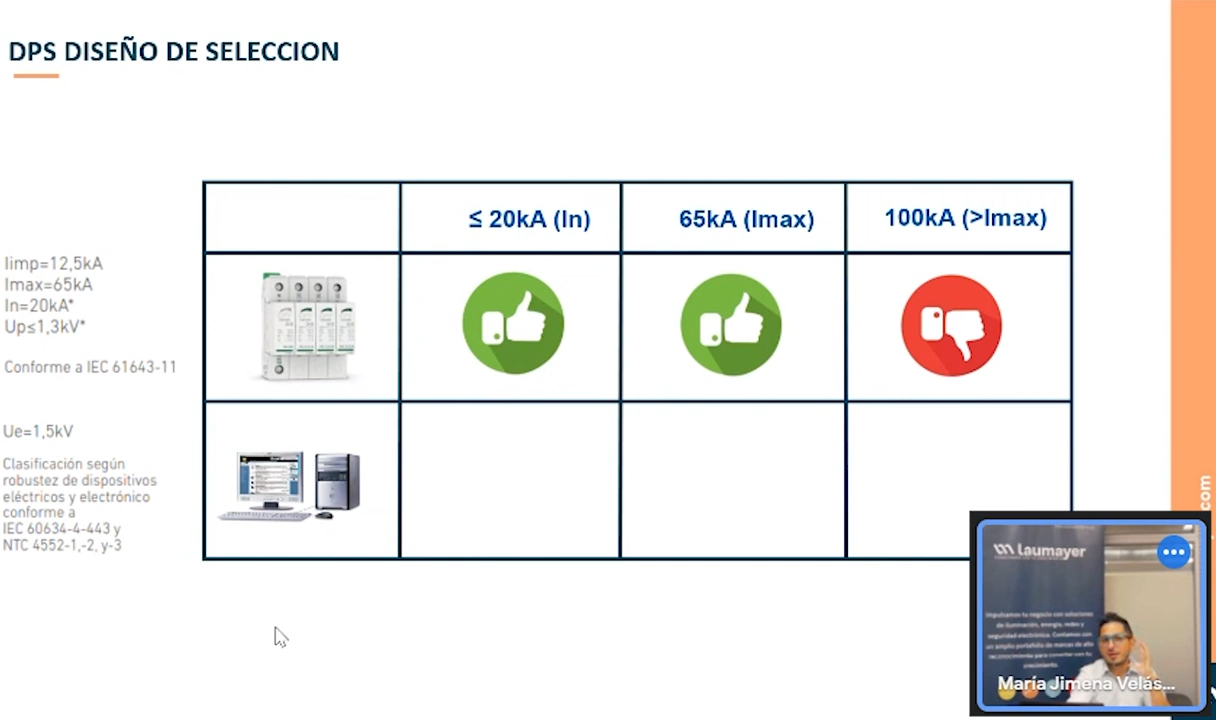 DPS DISEÑO DE SELECCION
≤ 20kA (In)
65kA (Imax)
100kA (>Imax)
Iimp=12,5kA
Imax=65kA
In=20kA*
Up≤1,3kV*
Conforme a IEC 61643-11
Ue=1,5kV
Clasificación según
robustez de dispositivos
eléctricos y electrónico
conforme a
IEC 60634-4-443 y
NTC 4552-1,-2, y-3
.com
laumayer
Impulsamos tu negocio con soluciones
de iluminación, energía, redes y
seguridad electrónica. Contamos con
un amplio portafolio de marcas de alto
reconocimiento para conectar con tu
crecimiento.
María Jimena Velás...